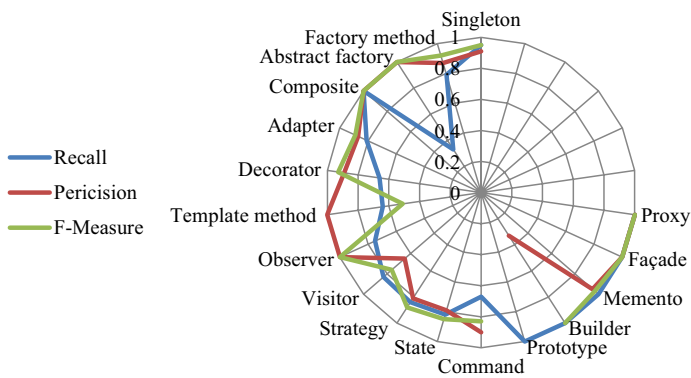 Singleton
Factory method
Abstract factory
Composite
Adapter
Decorator
Template method
Observer
Visitor
Strategy
State
Command
Prototype
Builder
Memento
Façade
Proxy
1
0.8
0.6
0.4
0.2
0
Recall
Pericision
F-Measure